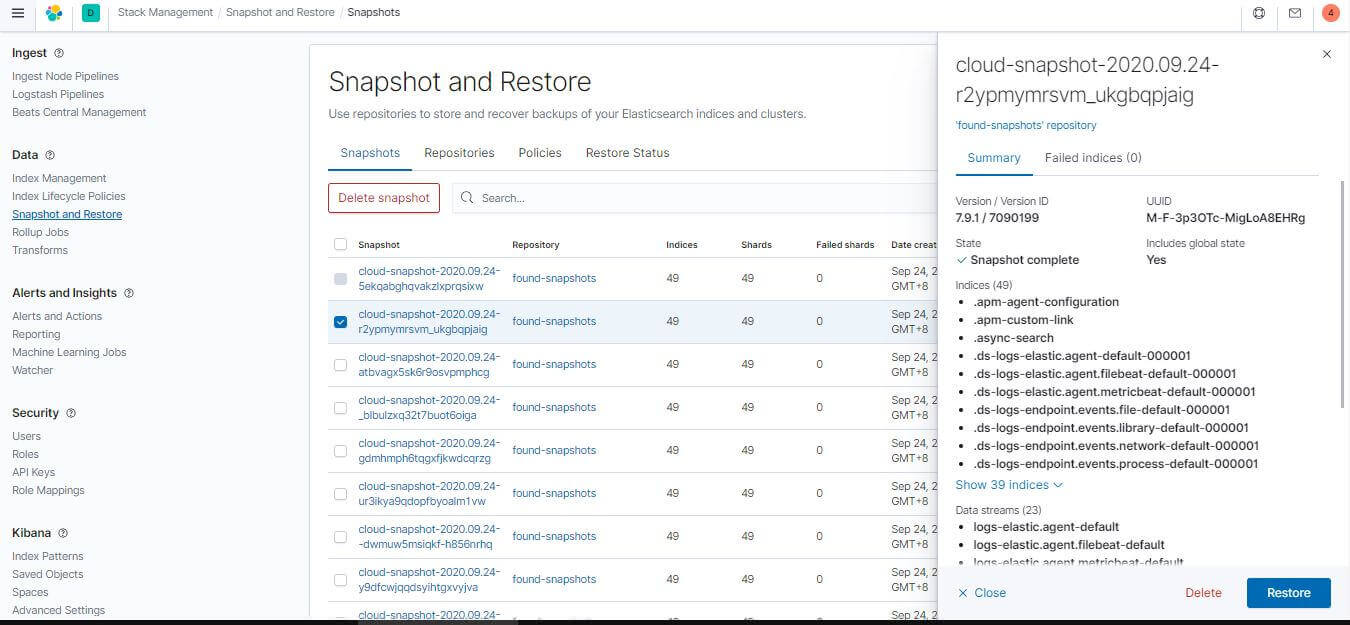 D
Stack Management / Snapshot and Restore / Snapshots
4
Ingest
Ingest Node Pipelines
Logstash Pipelines
Beats Central Management
Data
Index Management
Index Lifecycle Policies
Snapshot and Restore
Rollup Jobs
Transforms
Alerts and Insights
Alerts and Actions
Reporting
Machine Learning Jobs
Watcher
Security
Users
Roles
API Keys
Role Mappings
Kibana
Index Patterns
Saved Objects
Spaces
Advanced Settings
Snapshot and Restore
Use repositories to store and recover backups of your Elasticsearch indices and clusters.
Snapshots Repositories Policies Restore Status
Delete snapshot
Search...
Snapshot Repository Indices Shards Failed shards Date creat
cloud-snapshot-2020.09.24-
5ekqabghqvakzlxprqsixw
found-snapshots 49 49 0 Sep 24, 2
GMT+8
cloud-snapshot-2020.09.24-
r2ypmymrsvm_ukgbqpjaig
found-snapshots 49 49 0 Sep 24, 2
GMT+8
cloud-snapshot-2020.09.24-
atbvagx5sk6r9osvpmphcg
found-snapshots 49 49 0 Sep 24, 2
GMT+8
cloud-snapshot-2020.09.24-
_blbulzxq32t7buot6oiga
found-snapshots 49 49 0 Sep 24, 2
GMT+8
cloud-snapshot-2020.09.24-
gdmhmph6tqgxfjkwdcqrzg
found-snapshots 49 49 0 Sep 24, 2
GMT+8
cloud-snapshot-2020.09.24-
ur3ikya9qdopfbyoalm1vw
found-snapshots 49 49 0 Sep 24, 2
GMT+8
cloud-snapshot-2020.09.24-
-dwmuw5msiqkf-h856nrhq
found-snapshots 49 49 0 Sep 24, 2
GMT+8
cloud-snapshot-2020.09.24-
y9dfcwjqqdsyihtgxvyjva
found-snapshots 49 49 0 Sep 24, 2
GMT+8
cloud-snapshot-2020.09.24-
cloud-snapshot-2020.09.24-
r2ypmymrsvm_ukgbqpjaig
'found-snapshots' repository
Summary Failed indices (0)
Version / Version ID
7.9.1 / 7090199
UUID
M-F-3p3OTc-MigLoA8EHRg
State
Snapshot complete
Includes global state
Yes
Indices (49)
• .apm-agent-configuration
• .apm-custom-link
• .async-search
• .ds-logs-elastic.agent-default-000001
• .ds-logs-elastic.agent.filebeat-default-000001
• .ds-logs-elastic.agent.metricbeat-default-000001
• .ds-logs-endpoint.events.file-default-000001
• .ds-logs-endpoint.events.library-default-000001
• .ds-logs-endpoint.events.network-default-000001
• .ds-logs-endpoint.events.process-default-000001
Show 39 indices
Data streams (23)
• logs-elastic.agent-default
• logs-elastic.agent.filebeat-default
• logs-elastic.agent.metricbeat-default
Close
Delete
Restore